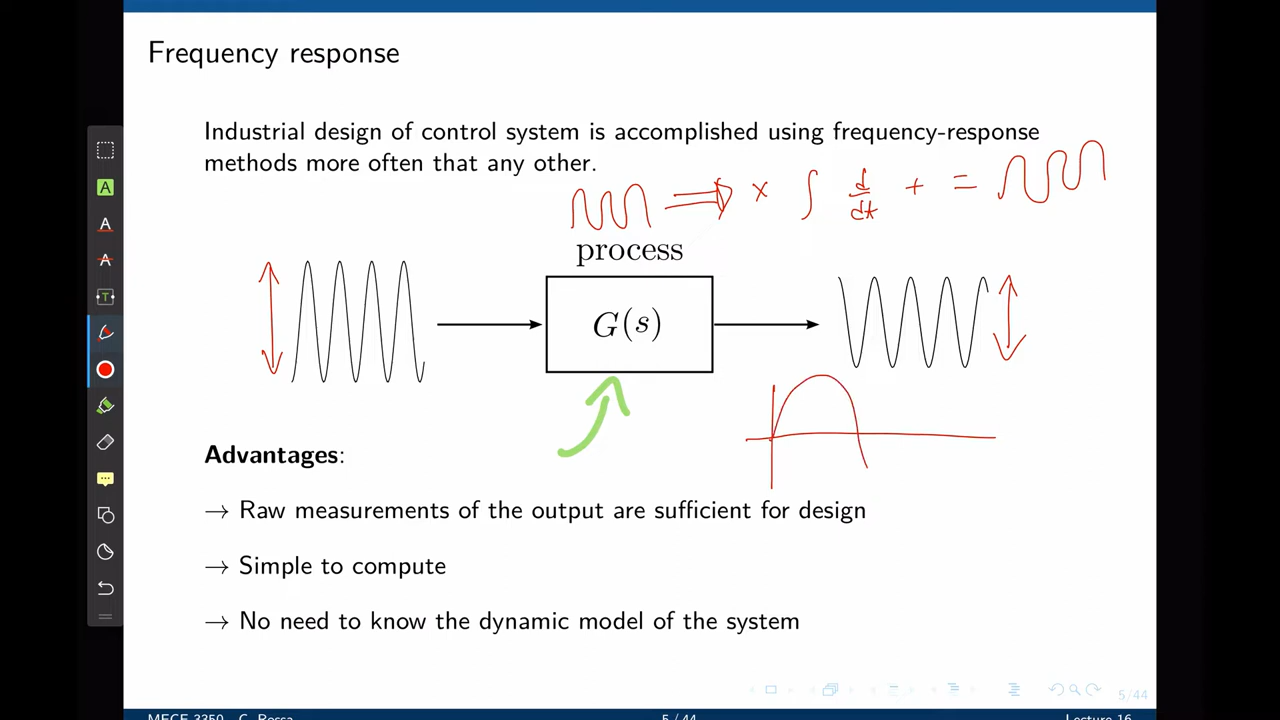 Frequency response
Industrial design of control system is accomplished using frequency-response
methods more often that any other.
⇒ × ∫ d/dt + =
process
G(s)
Advantages:
→ Raw measurements of the output are sufficient for design
→ Simple to compute
→ No need to know the dynamic model of the system
A
A
A
T
5/44
MECE 3350 C. Rossa
5 / 44
Lecture 16